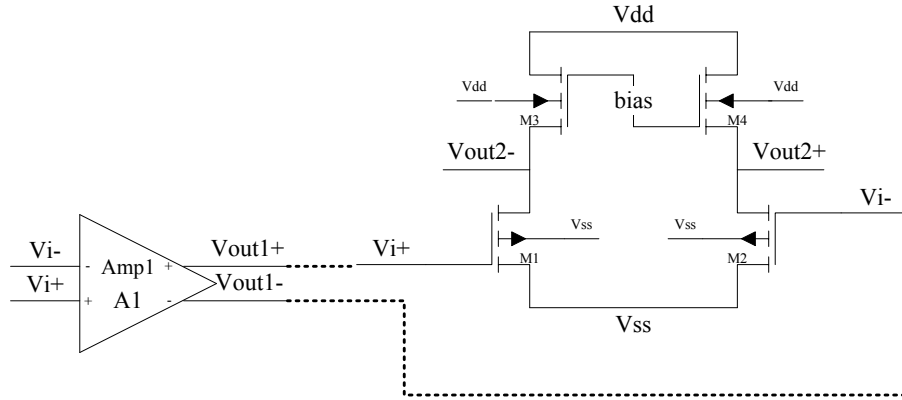 Vdd
Vdd
bias
Vdd
M3
M4
Vout2-
Vout2+
Vi-
Vi-
-
Amp1
+
Vout1+
Vi+
Vss
Vss
Vi+
+
A1
-
Vout1-
M1
M2
Vss